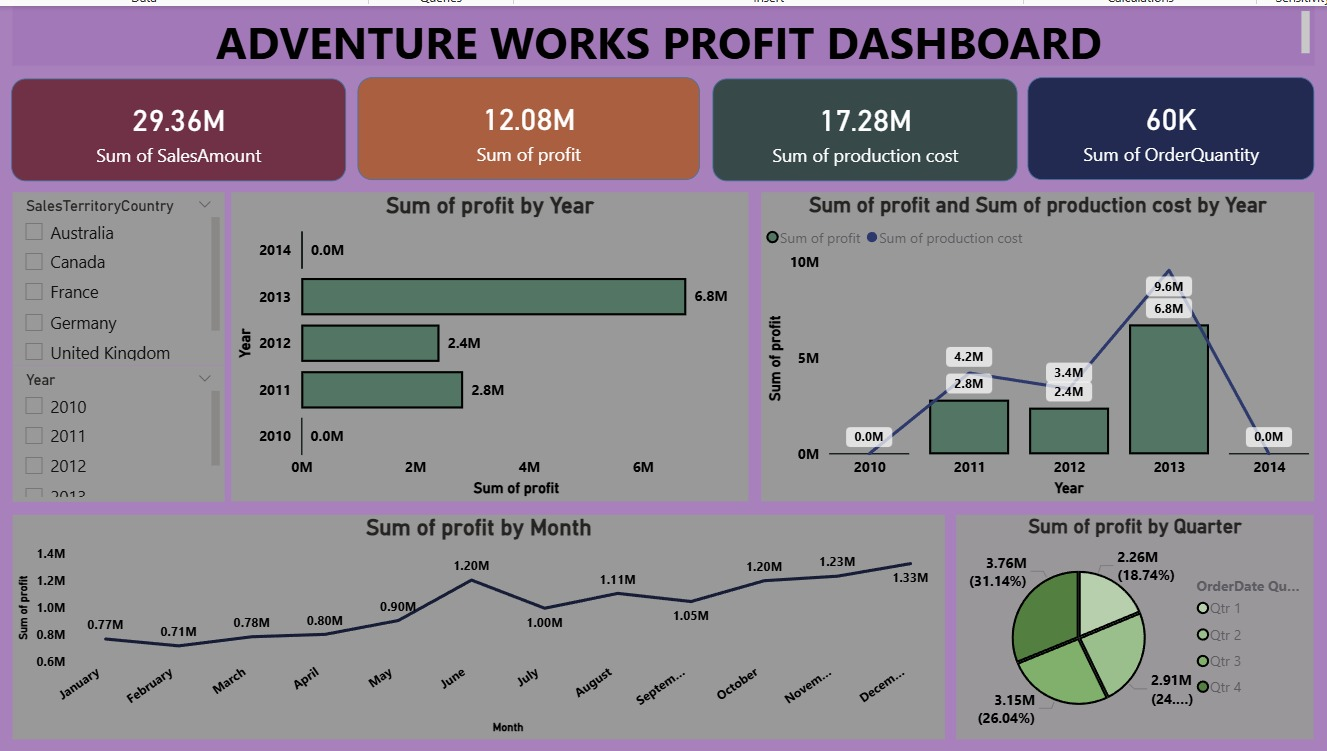 Data
Queries
Insert
Calculations
ADVENTURE WORKS PROFIT DASHBOARD
29.36M
Sum of SalesAmount
12.08M
Sum of profit
17.28M
Sum of production cost
60K
Sum of OrderQuantity
SalesTerritoryCountry
Australia
Canada
France
Germany
United Kingdom
Year
2010
2011
2012
2013
Sum of profit by Year
Year
2014
0.0M
2013
6.8M
2012
2.4M
2011
2.8M
2010
0.0M
0M
2M
4M
6M
Sum of profit
Sum of profit and Sum of production cost by Year
Sum of profit
Sum of production cost
Sum of profit
10M
5M
0M
0.0M
4.2M
2.8M
3.4M
2.4M
9.6M
6.8M
0.0M
2010
2011
2012
2013
2014
Year
Sum of profit by Month
Sum of profit
1.4M
1.2M
1.0M
0.8M
0.6M
0.77M
0.71M
0.78M
0.80M
0.90M
1.20M
1.00M
1.11M
1.05M
1.20M
1.23M
1.33M
January
February
March
April
May
June
July
August
Septem...
October
Novem...
Decem...
Month
Sum of profit by Quarter
3.76M
(31.14%)
2.26M
(18.74%)
2.91M
(24....)
3.15M
(26.04%)
OrderDate Qu...
Qtr 1
Qtr 2
Qtr 3
Qtr 4